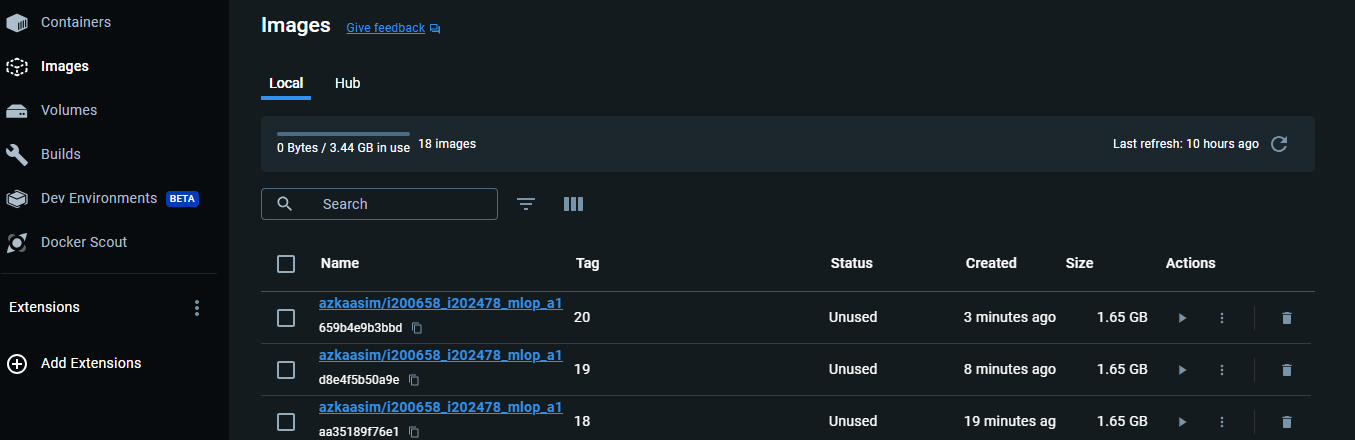 Containers
Images
Volumes
Builds
Dev Environments BETA
Docker Scout
Extensions
Add Extensions
Images Give feedback
Local Hub
0 Bytes / 3.44 GB in use 18 images Last refresh: 10 hours ago
Search
Name Tag Status Created Size Actions
azkaasim/i200658_i202478_mlop_a1
659b4e9b3bbd 20 Unused 3 minutes ago 1.65 GB
azkaasim/i200658_i202478_mlop_a1
d8e4f5b50a9e 19 Unused 8 minutes ago 1.65 GB
azkaasim/i200658_i202478_mlop_a1
aa35189f76e1 18 Unused 19 minutes ag 1.65 GB